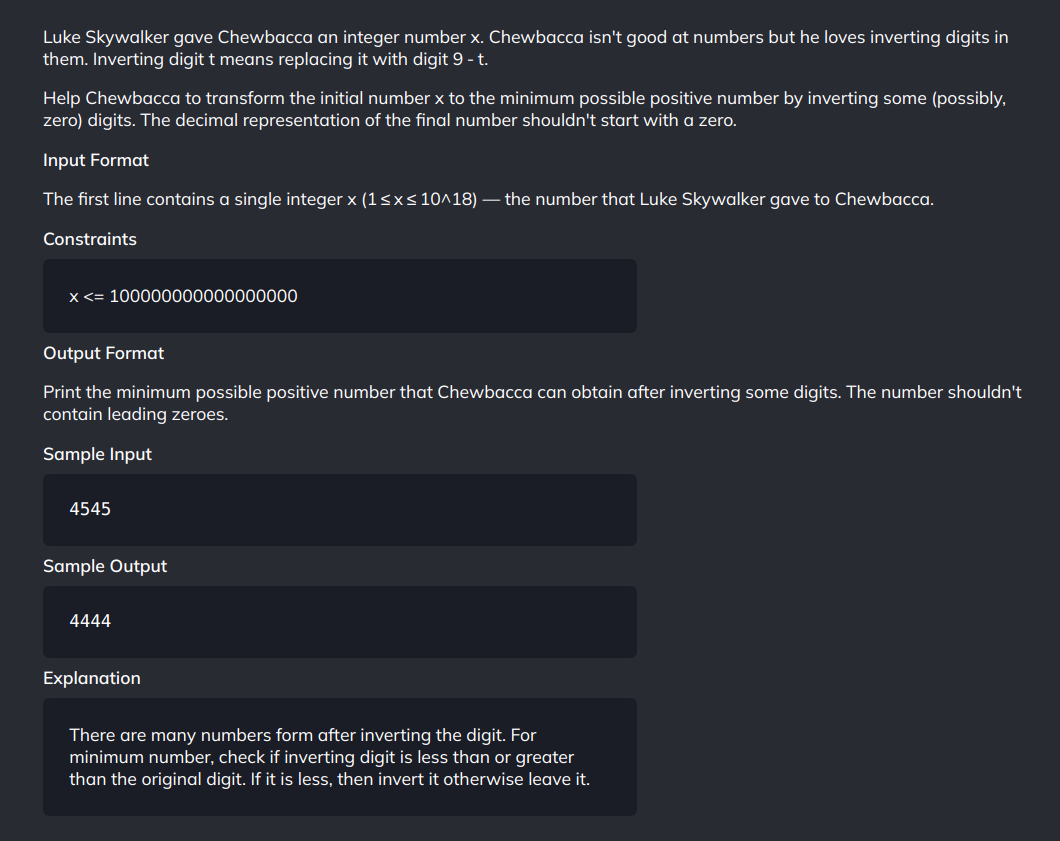 Luke Skywalker gave Chewbacca an integer number x. Chewbacca isn't good at numbers but he loves inverting digits in
them. Inverting digit t means replacing it with digit 9 - t.
Help Chewbacca to transform the initial number x to the minimum possible positive number by inverting some (possibly,
zero) digits. The decimal representation of the final number shouldn't start with a zero.
Input Format
The first line contains a single integer x (1 ≤ x ≤ 10^18) — the number that Luke Skywalker gave to Chewbacca.
Constraints
x <= 100000000000000000
Output Format
Print the minimum possible positive number that Chewbacca can obtain after inverting some digits. The number shouldn't
contain leading zeroes.
Sample Input
4545
Sample Output
4444
Explanation
There are many numbers form after inverting the digit. For
minimum number, check if inverting digit is less than or greater
than the original digit. If it is less, then invert it otherwise leave it.